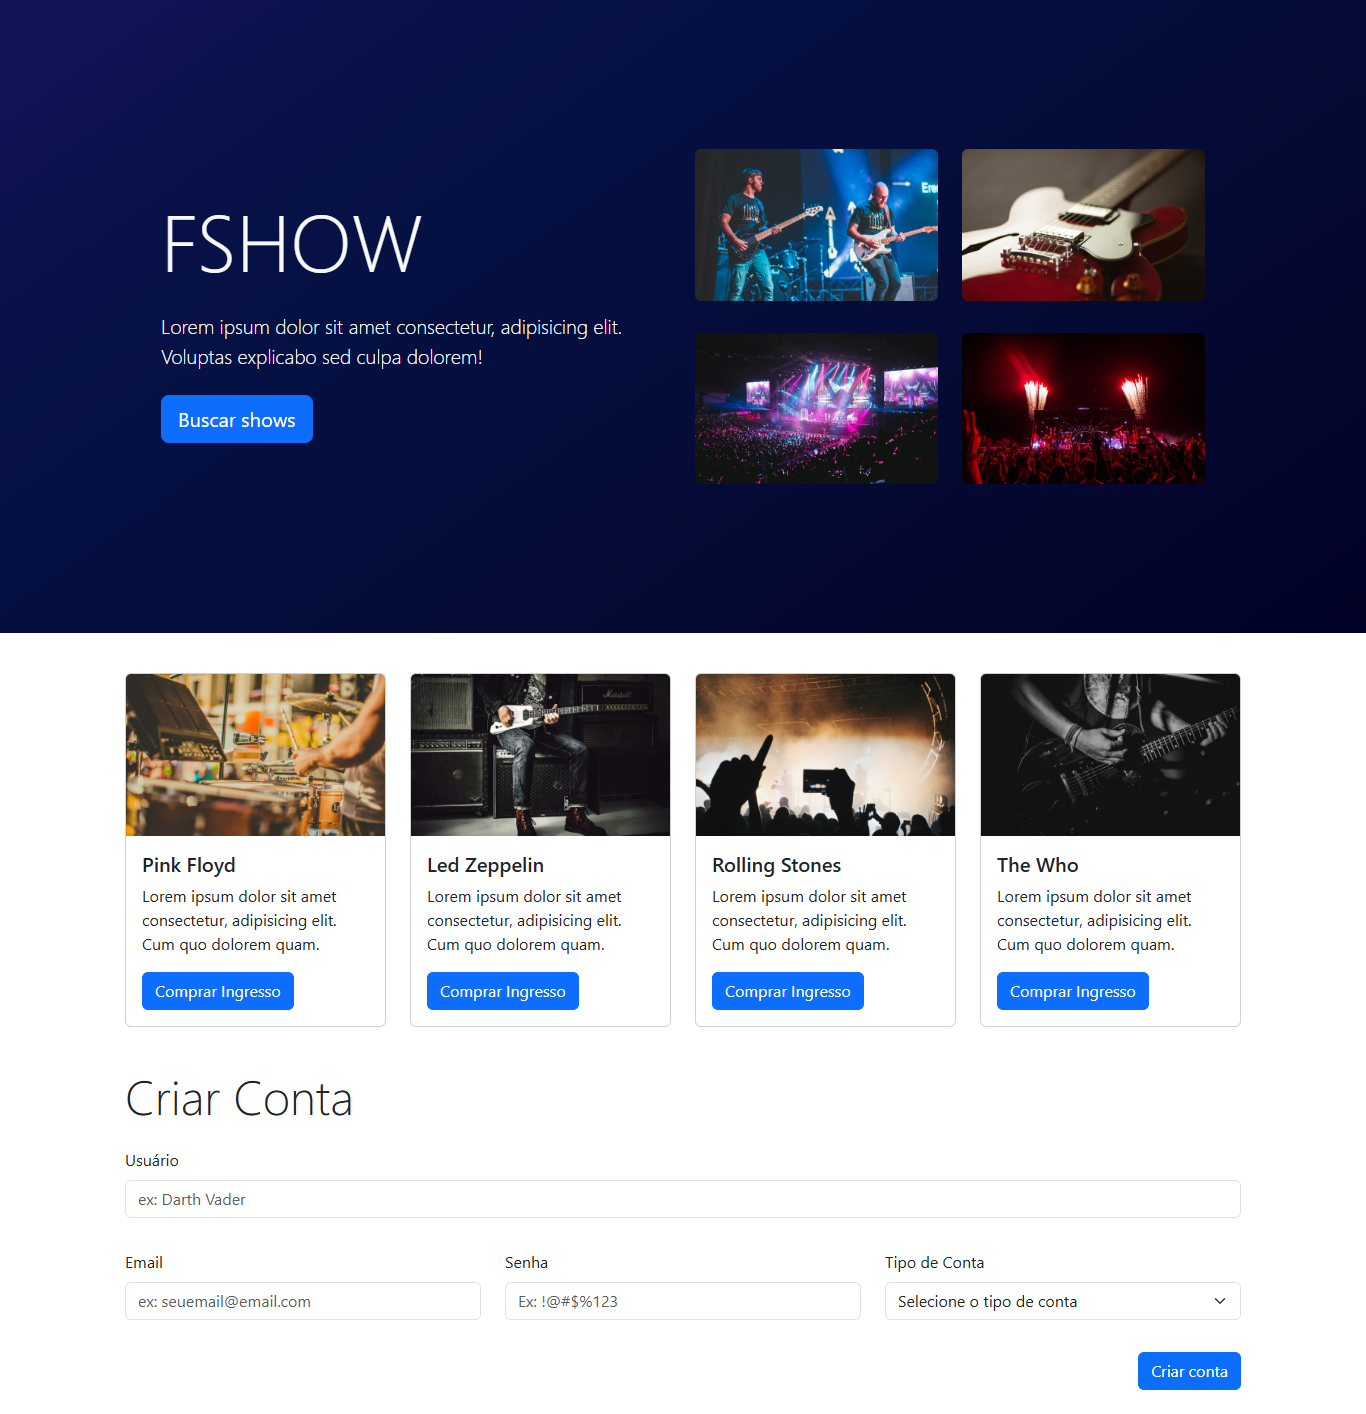 FSHOW
Lorem ipsum dolor sit amet consectetur, adipisicing elit.
Voluptas explicabo sed culpa dolorem!
Buscar shows
Pink Floyd
Lorem ipsum dolor sit amet
consectetur, adipisicing elit.
Cum quo dolorem quam.
Comprar Ingresso
Led Zeppelin
Lorem ipsum dolor sit amet
consectetur, adipisicing elit.
Cum quo dolorem quam.
Comprar Ingresso
Rolling Stones
Lorem ipsum dolor sit amet
consectetur, adipisicing elit.
Cum quo dolorem quam.
Comprar Ingresso
The Who
Lorem ipsum dolor sit amet
consectetur, adipisicing elit.
Cum quo dolorem quam.
Comprar Ingresso
Criar Conta
Usuário
ex: Darth Vader
Email
ex: seuemail@email.com
Senha
Ex: !@#$%123
Tipo de Conta
Selecione o tipo de conta
Criar conta